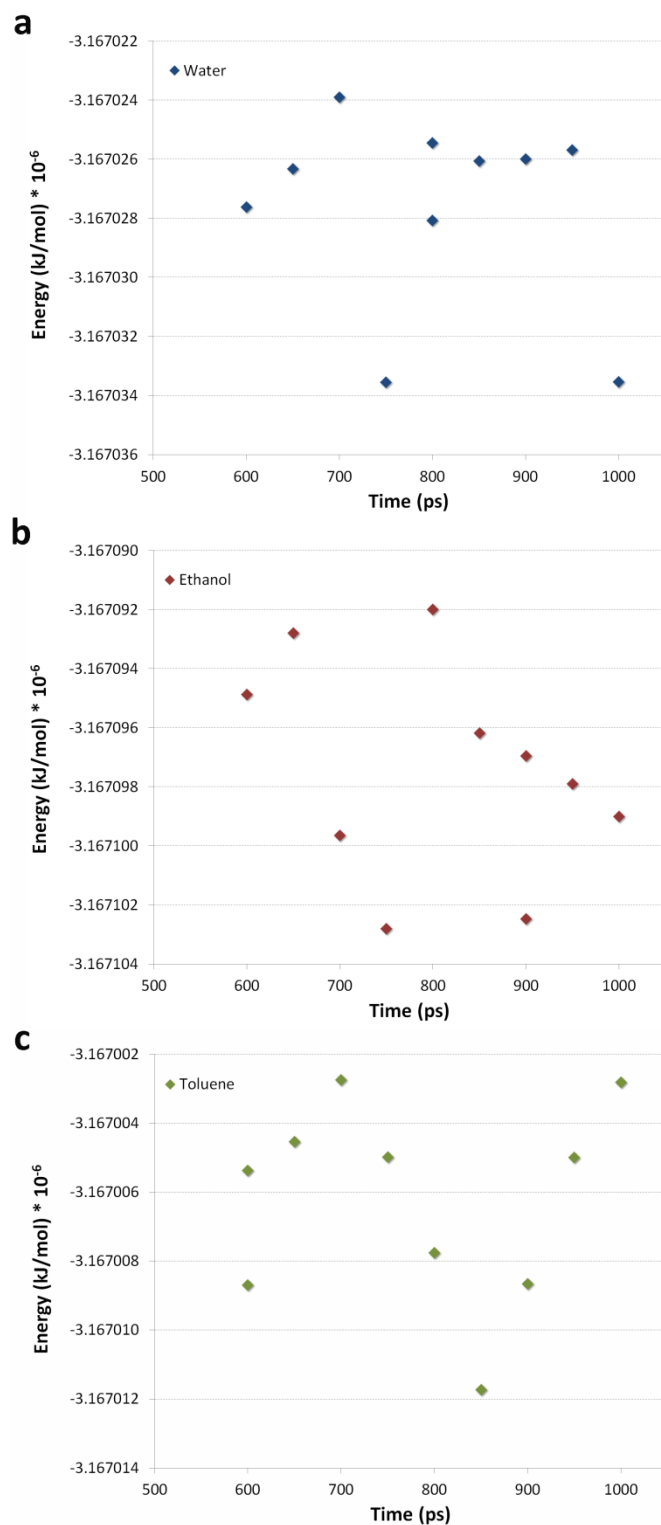 a
-3.167022
Water
-3.167024
-3.167026
-3.167028
-3.167030
-3.167032
-3.167034
-3.167036
Energy (kJ/mol) * 10-6
500 600 700 800 900 1000
Time (ps)
b
-3.167090
Ethanol
-3.167092
-3.167094
-3.167096
-3.167098
-3.167100
-3.167102
-3.167104
Energy (kJ/mol) * 10-6
500 600 700 800 900 1000
Time (ps)
c
-3.167002
Toluene
-3.167004
-3.167006
-3.167008
-3.167010
-3.167012
-3.167014
Energy (kJ/mol) * 10-6
500 600 700 800 900 1000
Time (ps)